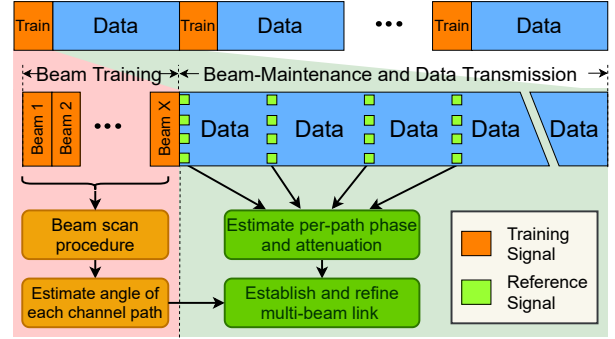 Train Data Train Data ••• Train Data
Beam Training Beam-Maintenance and Data Transmission
Beam 1 Beam 2 ••• Beam X Data Data Data Data Data
Beam scan
procedure
Estimate per-path phase
and attenuation
Estimate angle of
each channel path
Establish and refine
multi-beam link
Training
Signal
Reference
Signal